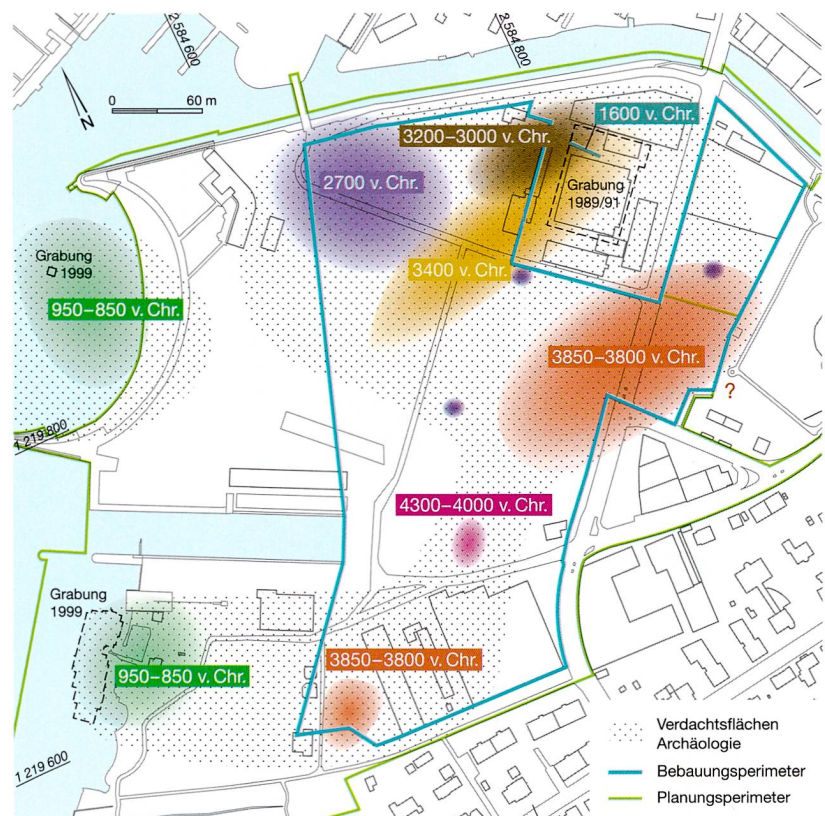 2 584 600
2 584 800
0 60 m
N
1600 v. Chr.
3200–3000 v. Chr.
2700 v. Chr.
Grabung
1989/91
Grabung
1999
3400 v. Chr.
950–850 v. Chr.
3850–3800 v. Chr.
?
1 219 800
4300–4000 v. Chr.
Grabung
1999
3850–3800 v. Chr.
950–850 v. Chr.
1 219 600
Verdachtsflächen
Archäologie
Bebauungsperimeter
Planungsperimeter